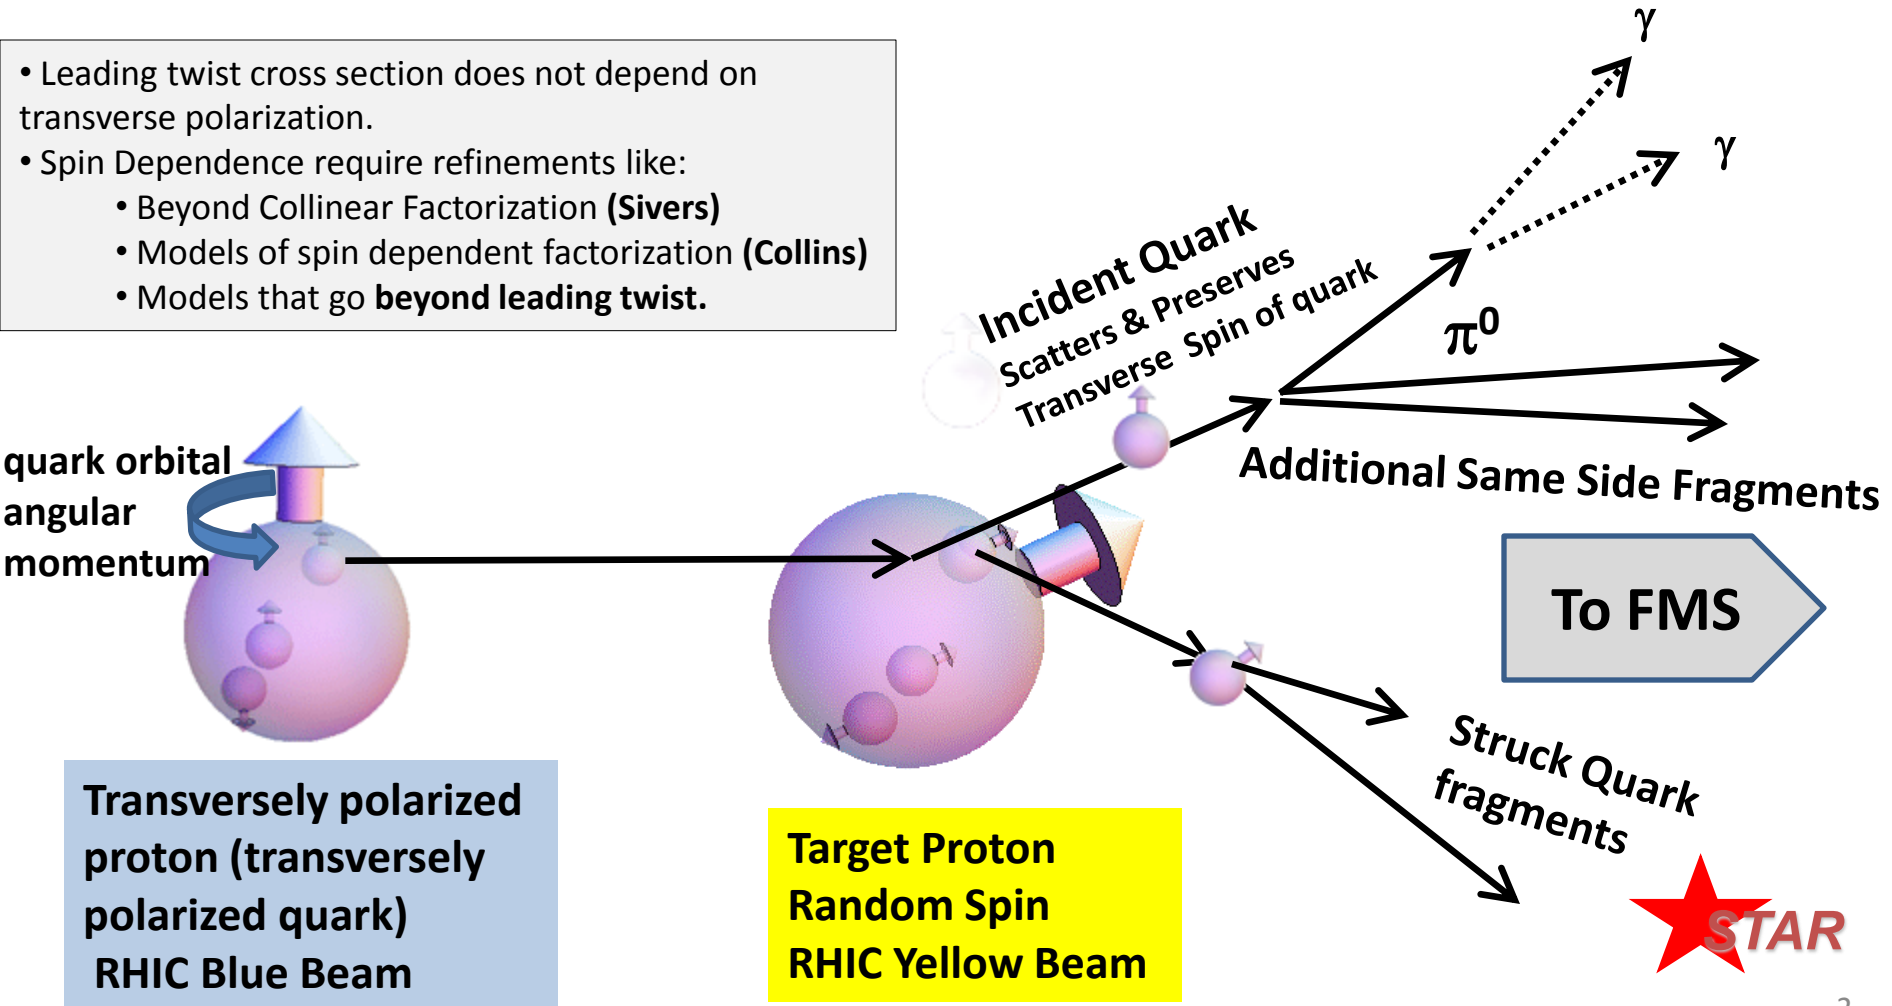 • Leading twist cross section does not depend on
transverse polarization.
• Spin Dependence require refinements like:
• Beyond Collinear Factorization (Sivers)
• Models of spin dependent factorization (Collins)
• Models that go beyond leading twist.
γ
γ
Incident Quark
Scatters & Preserves
Transverse Spin of quark
π0
Additional Same Side Fragments
quark orbital
angular
momentum
To FMS
Struck Quark
fragments
Transversely polarized
proton (transversely
polarized quark)
RHIC Blue Beam
Target Proton
Random Spin
RHIC Yellow Beam
STAR